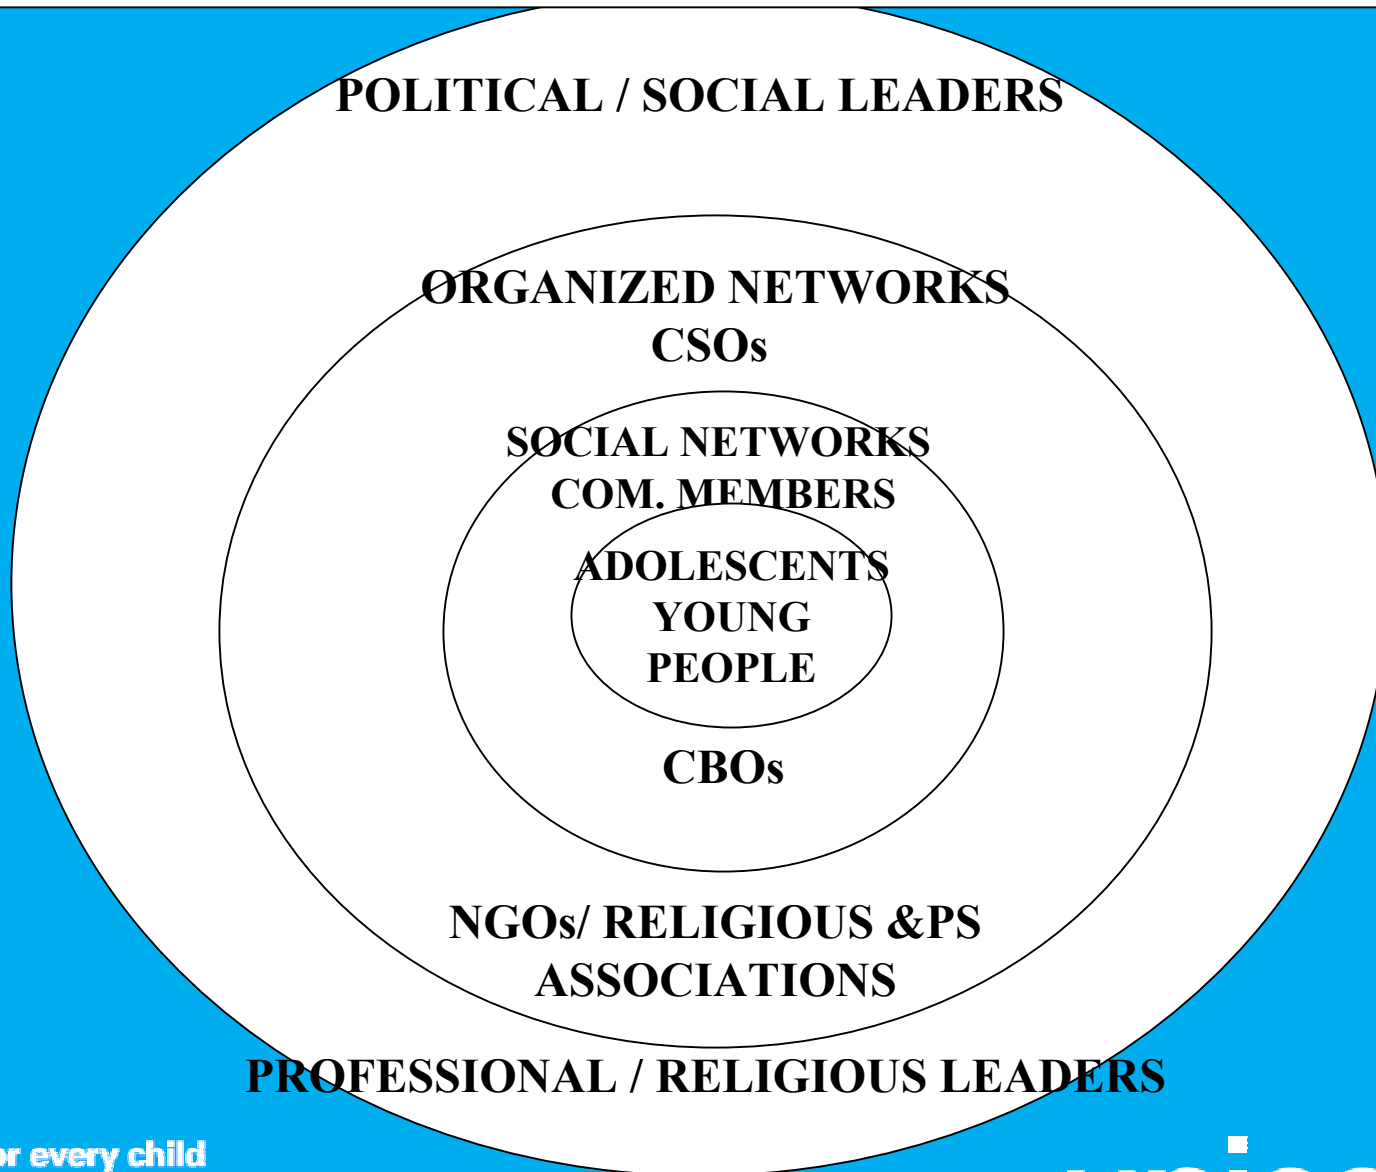 POLITICAL / SOCIAL LEADERS
ORGANIZED NETWORKS
CSOs
SOCIAL NETWORKS
COM. MEMBERS
ADOLESCENTS
YOUNG
PEOPLE
CBOs
NGOs/ RELIGIOUS &PS
ASSOCIATIONS
PROFESSIONAL / RELIGIOUS LEADERS
every child